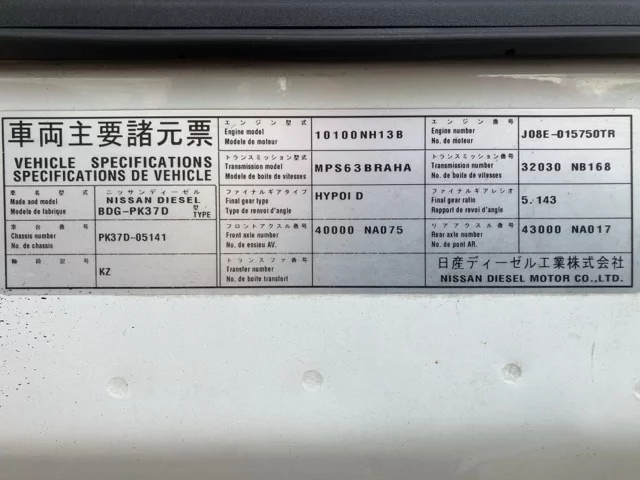 車両主要諸元票
VEHICLE SPECIFICATIONS
SPECIFICATIONS DE VEHICLE
車名型式
Made and model
Modele de fabrique
ニッサンディーゼル
NISSAN DIESEL
BDG-PK37D 型 TYPE
車台番号
Chassis number
No. de chassis
PK37D-05141
軸距記号
KZ
エンジン型式
Engine model
Modele de moteur
10100NH13B
トランスミッション型式
Transmission model
Modele de boite de vitesses
MPS63BRAHA
ファイナルギアタイプ
Final gear type
Type de renvoi d'angle
HYPOID
フロントアクスル番号
Front axle number
No. de essieu AV.
40000 NA075
トランスファ番号
Transfer number
No. de boite transfert
エンジン番号
Engine number
No. de moteur
J08E-015750TR
トランスミッション番号
Transmission number
No. de boite de vitesses
32030 NB168
ファイナルギアレシオ
Final gear ratio
Rapport de renvoi d'angle
5.143
リアアクスル番号
Rear axle number
No. de pont AR.
43000 NA017
日産ディーゼル工業株式会社
NISSAN DIESEL MOTOR CO.,LTD.